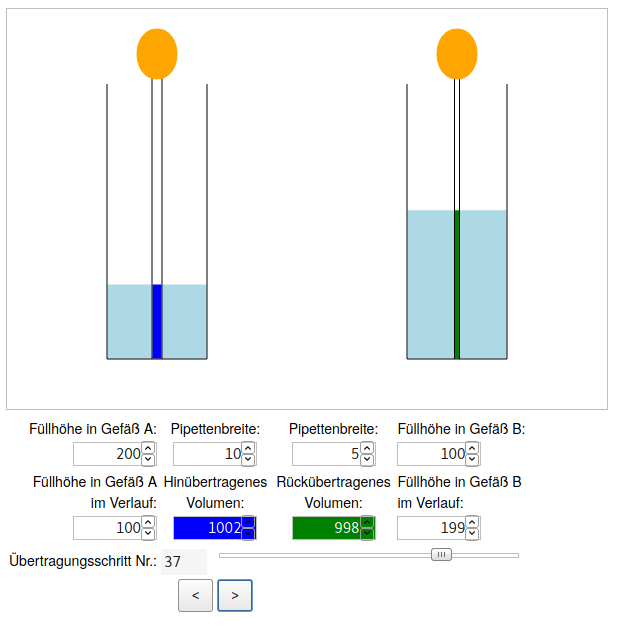 Füllhöhe in Gefäß A: Pipettenbreite: Pipettenbreite: Füllhöhe in Gefäß B:
200 10 5 100
Füllhöhe in Gefäß A Hinübertragenes Rückübertragenes Füllhöhe in Gefäß B
im Verlauf: Volumen: Volumen: im Verlauf:
100 1002 998 199
Übertragungsschritt Nr.: 37
< >